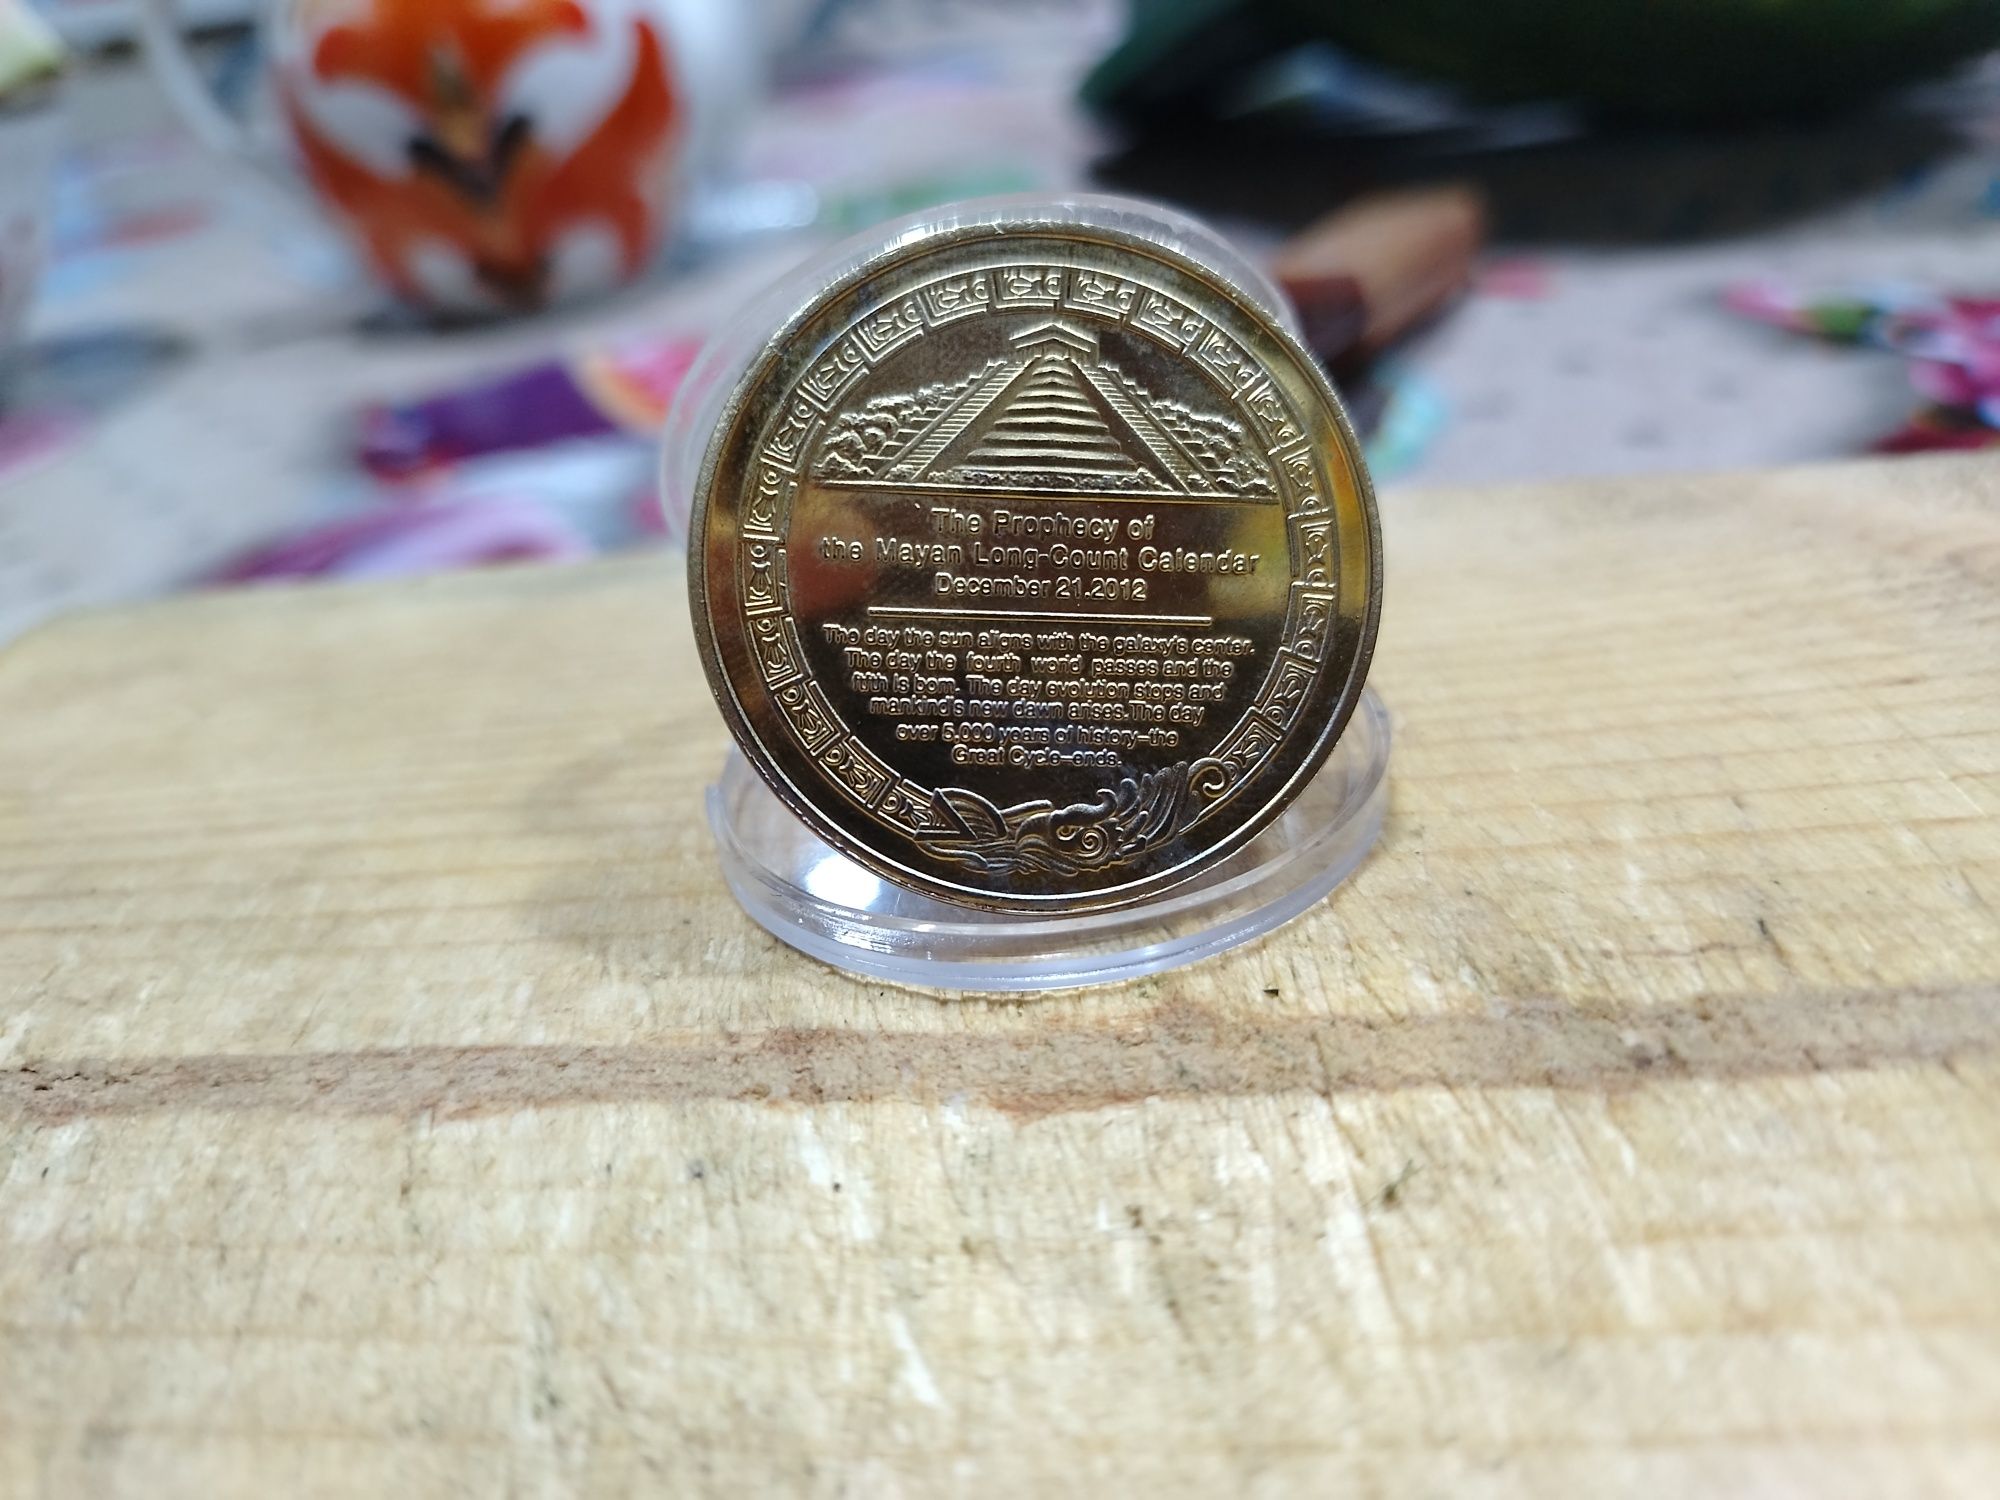 The Prophecy of
the Mayan Long-Count Calendar
December 21.2012
The day the sun aligns with the galaxy's center.
The day the fourth world passes and the
fifth is born. The day evolution stops and
mankind's new dawn arises.The day
over 5.000 years of history-the
Great Cycle-ends.